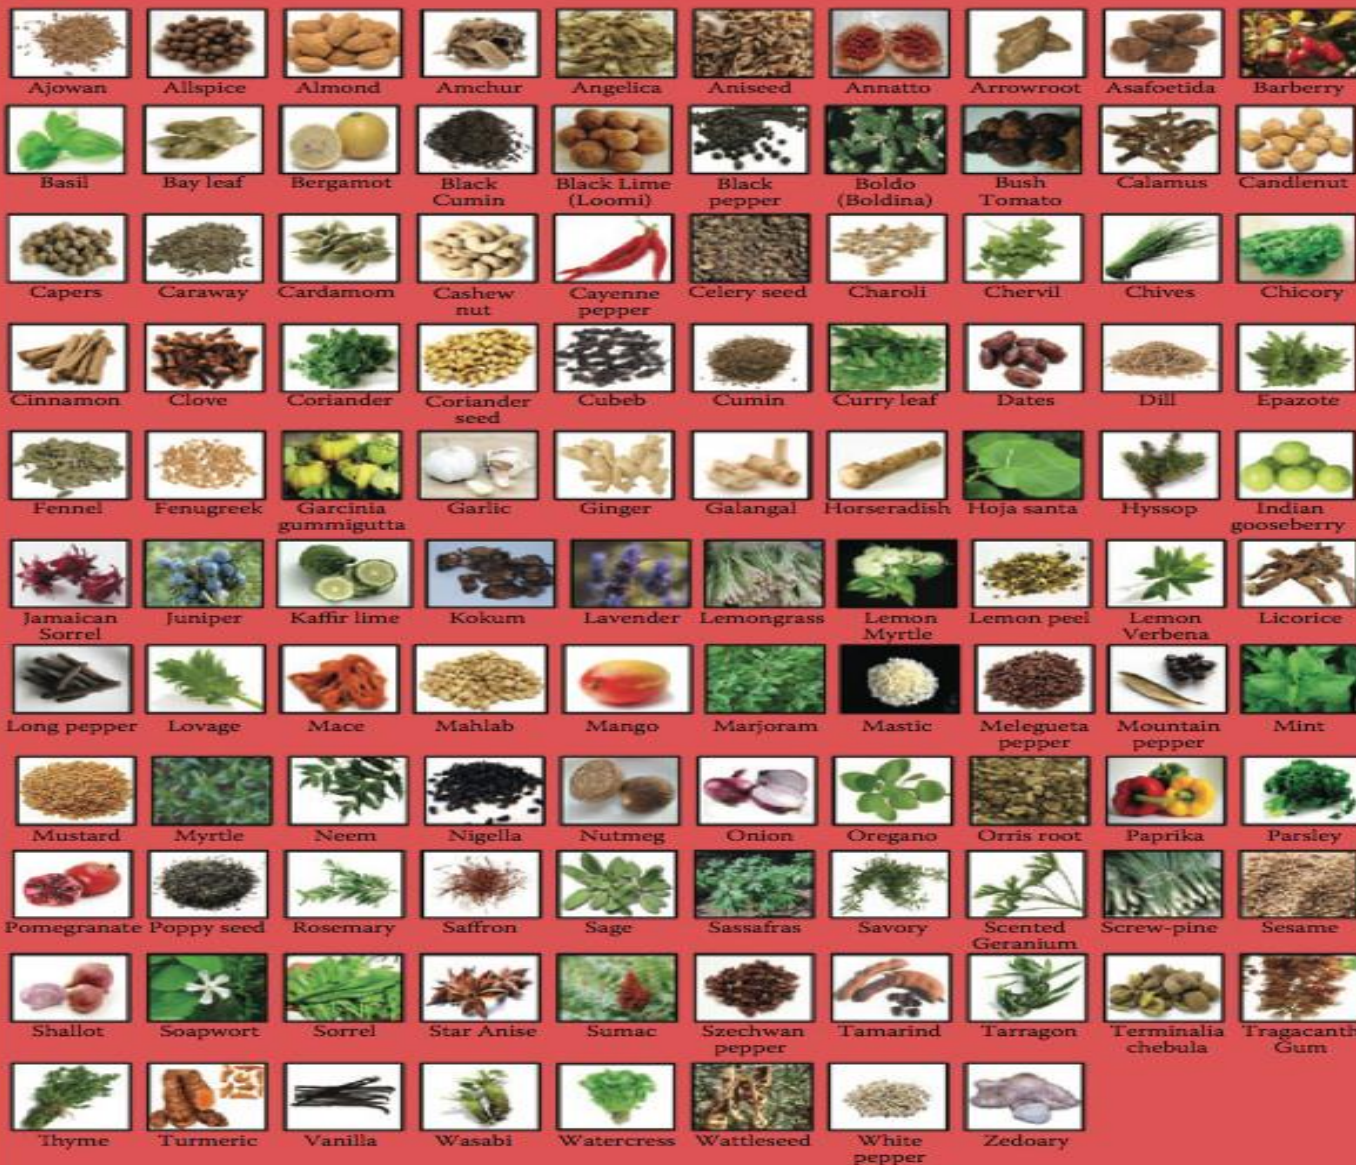 Ajowan Allspice Almond Amchur Angelica Aniseed Annatto Arrowroot Asafoetida Barberry
Basil Bay leaf Bergamot Black Cumin Black Lime (Loomi) Black pepper Boldo (Boldina) Bush Tomato Calamus Candlenut
Capers Caraway Cardamom Cashew nut Cayenne pepper Celery seed Charoli Chervil Chives Chicory
Cinnamon Clove Coriander Coriander seed Cubeb Cumin Curry leaf Dates Dill Epazote
Fennel Fenugreek Garcinia gummigutta Garlic Ginger Galangal Horseradish Hoja santa Hyssop Indian gooseberry
Jamaican Sorrel Juniper Kaffir lime Kokum Lavender Lemongrass Lemon Myrtle Lemon peel Lemon Verbena Licorice
Long pepper Lovage Mace Mahlab Mango Marjoram Mastic Melegueta pepper Mountain pepper Mint
Mustard Myrtle Neem Nigella Nutmeg Onion Oregano Orris root Paprika Parsley
Pomegranate Poppy seed Rosemary Saffron Sage Sassafras Savory Scented Geranium Screw-pine Sesame
Shallot Soapwort Sorrel Star Anise Sumac Szechwan pepper Tamarind Tarragon Terminalia chebula Tragacanth Gum
Thyme Turmeric Vanilla Wasabi Watercress Wattleseed White pepper Zedoary